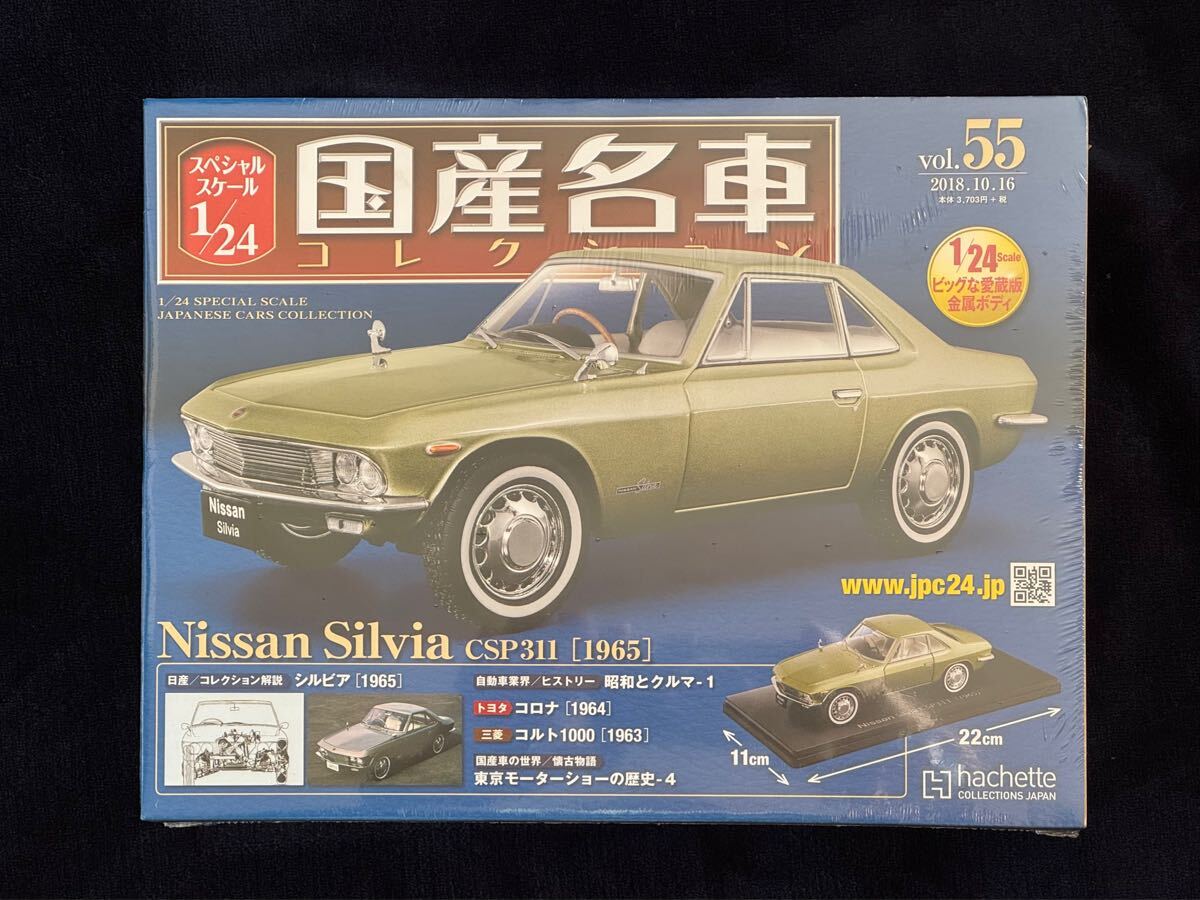 スペシャル
スケール
1/24
国産名車
コレクション
vol.55
2018.10.16
本体 3,703円+税
1/24 SPECIAL SCALE
JAPANESE CARS COLLECTION
1/24 Scale
ビッグな愛蔵版
金属ボディ
Nissan
Silvia
www.jpc24.jp
Nissan Silvia CSP311 [1965]
日産/コレクション解説 シルビア [1965]
自動車業界/ヒストリー 昭和とクルマ-1
トヨタ コロナ [1964]
三菱 コルト1000 [1963]
国産車の世界/懐古物語
東京モーターショーの歴史-4
11cm
22cm
hachette
COLLECTIONS JAPAN